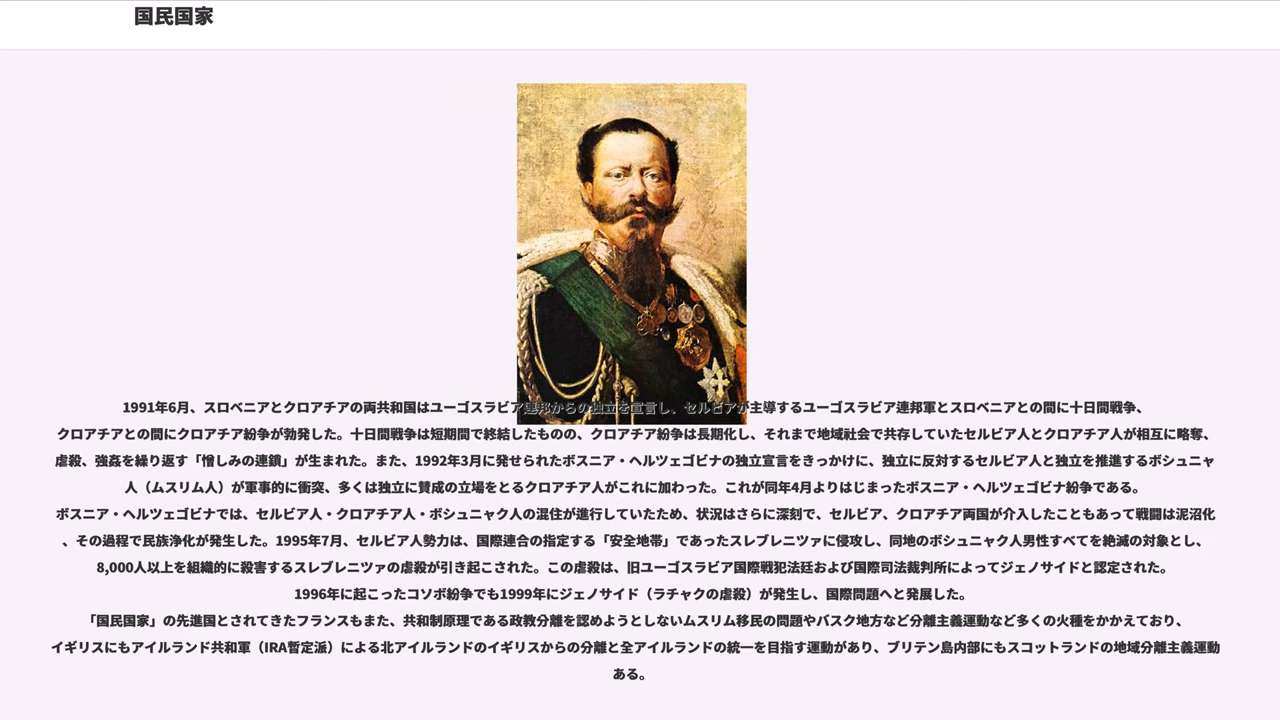 国民国家
1991年6月、スロベニアとクロアチアの両共和国はユーゴスラビア連邦からの独立を宣言し、セルビアが主導するユーゴスラビア連邦軍とスロベニアとの間に十日間戦争、
クロアチアとの間にクロアチア紛争が勃発した。十日間戦争は短期間で終結したものの、クロアチア紛争は長期化し、それまで地域社会で共存していたセルビア人とクロアチア人が相互に略奪、
虐殺、強姦を繰り返す「憎しみの連鎖」が生まれた。また、1992年3月に発せられたボスニア・ヘルツェゴビナの独立宣言をきっかけに、独立に反対するセルビア人と独立を推進するボシュニャ
人（ムスリム人）が軍事的に衝突、多くは独立に賛成の立場をとるクロアチア人がこれに加わった。これが同年4月よりはじまったボスニア・ヘルツェゴビナ紛争である。
ボスニア・ヘルツェゴビナでは、セルビア人・クロアチア人・ボシュニャク人の混住が進行していたため、状況はさらに深刻で、セルビア、クロアチア両国が介入したこともあって戦闘は泥沼化
、その過程で民族浄化が発生した。1995年7月、セルビア人勢力は、国際連合の指定する「安全地帯」であったスレブレニツァに侵攻し、同地のボシュニャク人男性すべてを絶滅の対象とし、
8,000人以上を組織的に殺害するスレブレニツァの虐殺が引き起こされた。この虐殺は、旧ユーゴスラビア国際戦犯法廷および国際司法裁判所によってジェノサイドと認定された。
1996年に起こったコソボ紛争でも1999年にジェノサイド（ラチャクの虐殺）が発生し、国際問題へと発展した。
「国民国家」の先進国とされてきたフランスもまた、共和制原理である政教分離を認めようとしないムスリム移民の問題やバスク地方など分離主義運動など多くの火種をかかえており、
イギリスにもアイルランド共和軍（IRA暫定派）による北アイルランドのイギリスからの分離と全アイルランドの統一を目指す運動があり、ブリテン島内部にもスコットランドの地域分離主義運動
ある。